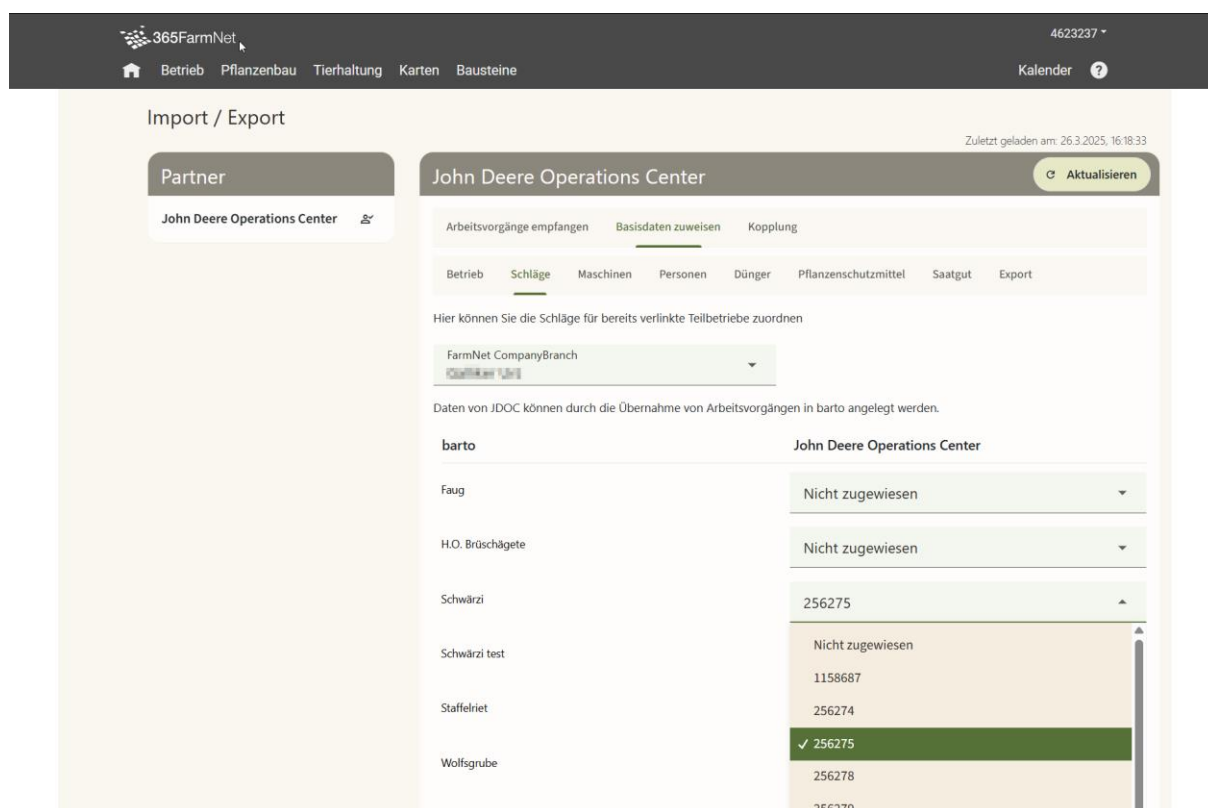 365FarmNet
4623237
Betrieb Pflanzenbau Tierhaltung Karten Bausteine
Kalender ?
Import / Export
Zuletzt geladen am: 26.3.2025, 16:18:33
Partner
John Deere Operations Center
John Deere Operations Center
Aktualisieren
Arbeitsvorgänge empfangen Basisdaten zuweisen Kopplung
Betrieb Schläge Maschinen Personen Dünger Pflanzenschutzmittel Saatgut Export
Hier können Sie die Schläge für bereits verlinkte Teilbetriebe zuordnen
FarmNet CompanyBranch
Daten von JDOC können durch die Übernahme von Arbeitsvorgängen in barto angelegt werden.
barto John Deere Operations Center
Faug Nicht zugewiesen
H.O. Brüschägete Nicht zugewiesen
Schwärzi 256275
Nicht zugewiesen
Schwärzi test
1158687
Staffelriet 256274
✓ 256275
Wolfsgrube
256278